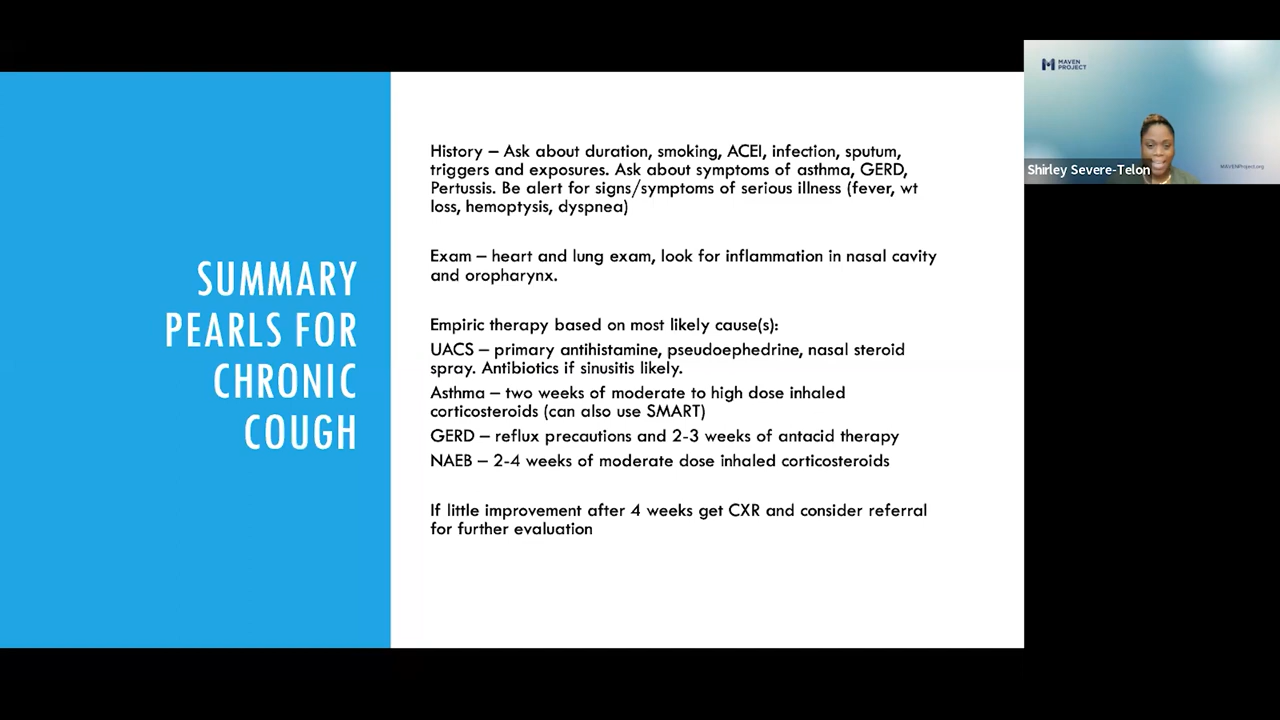 SUMMARY
PEARLS FOR
CHRONIC
COUGH
History – Ask about duration, smoking, ACEI, infection, sputum,
triggers and exposures. Ask about symptoms of asthma, GERD,
Pertussis. Be alert for signs/symptoms of serious illness (fever, wt
loss, hemoptysis, dyspnea)
Exam – heart and lung exam, look for inflammation in nasal cavity
and oropharynx.
Empiric therapy based on most likely cause(s):
UACS – primary antihistamine, pseudoephedrine, nasal steroid
spray. Antibiotics if sinusitis likely.
Asthma – two weeks of moderate to high dose inhaled
corticosteroids (can also use SMART)
GERD – reflux precautions and 2-3 weeks of antacid therapy
NAEB – 2-4 weeks of moderate dose inhaled corticosteroids
If little improvement after 4 weeks get CXR and consider referral
for further evaluation
MAVEN
PROJECT
Shirley Severe-Telon
MAVENProject.org